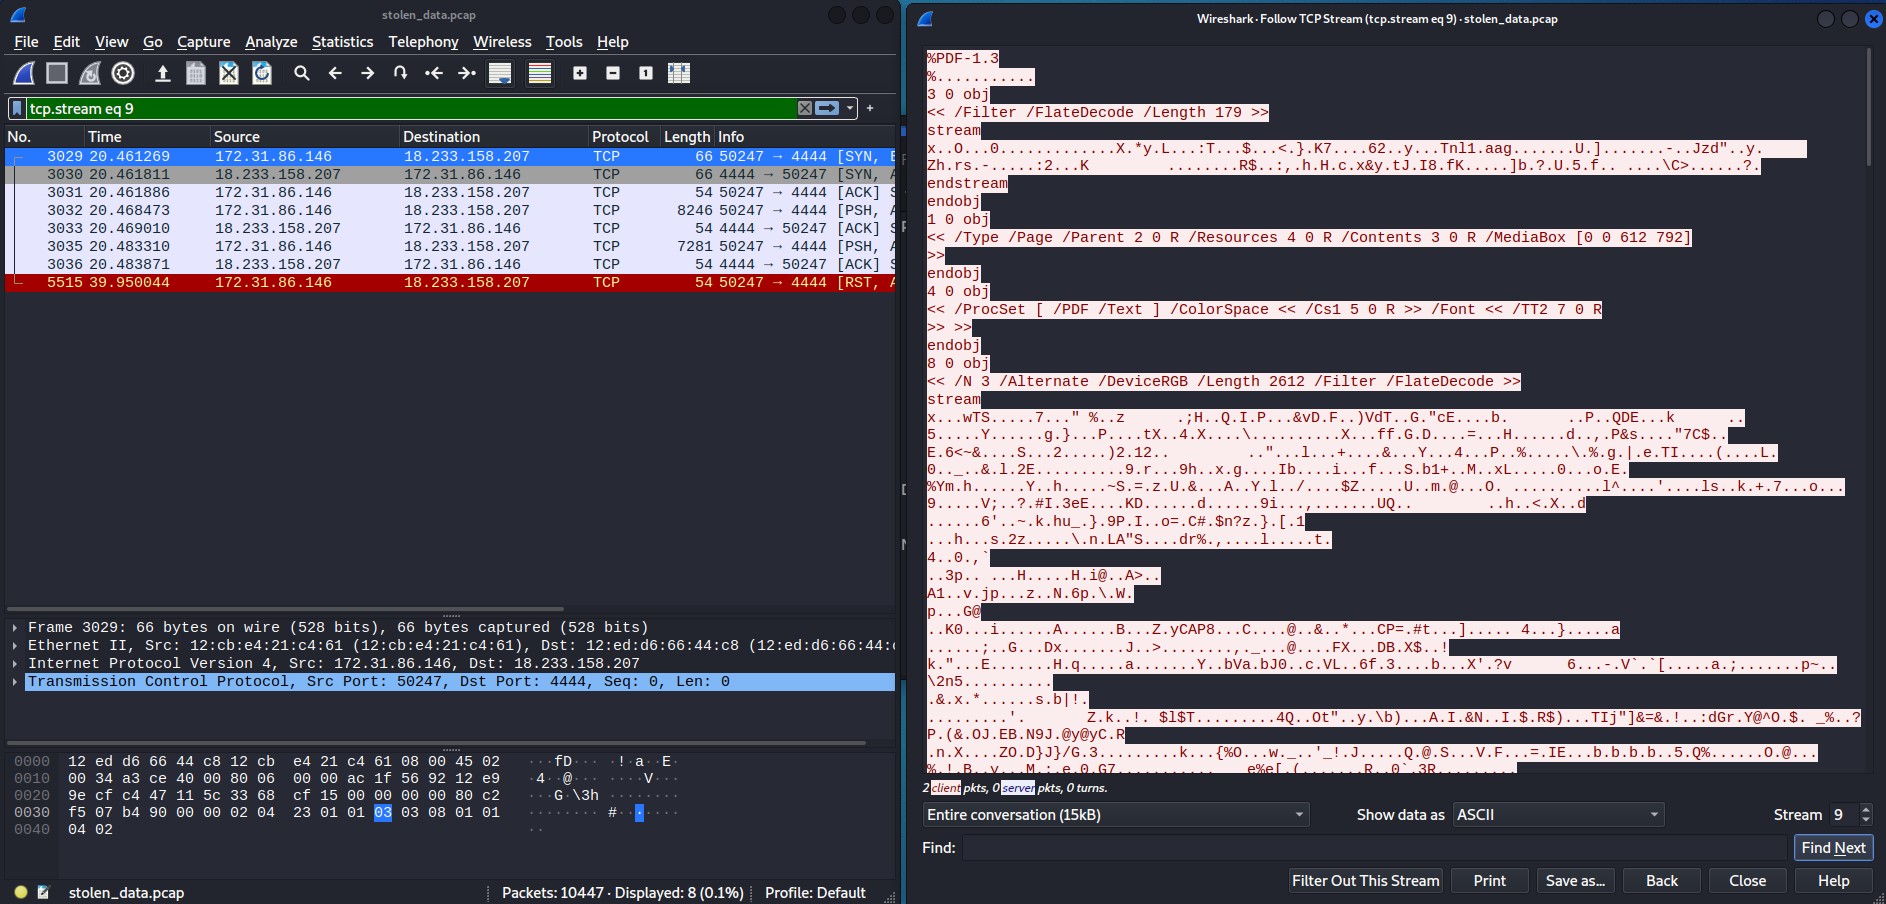 stolen_data.pcap
File Edit View Go Capture Analyze Statistics Telephony Wireless Tools Help
tcp.stream eq 9
No. Time Source Destination Protocol Length Info
3029 20.461269 172.31.86.146 18.233.158.207 TCP 66 50247 → 4444 [SYN, E
3030 20.461811 18.233.158.207 172.31.86.146 TCP 66 4444 → 50247 [SYN, A
3031 20.461886 172.31.86.146 18.233.158.207 TCP 54 50247 → 4444 [ACK] S
3032 20.468473 172.31.86.146 18.233.158.207 TCP 8246 50247 → 4444 [PSH, A
3033 20.469010 18.233.158.207 172.31.86.146 TCP 54 4444 → 50247 [ACK] S
3035 20.483310 172.31.86.146 18.233.158.207 TCP 7281 50247 → 4444 [PSH, A
3036 20.483871 18.233.158.207 172.31.86.146 TCP 54 4444 → 50247 [ACK] S
5515 39.950044 172.31.86.146 18.233.158.207 TCP 54 50247 → 4444 [RST, A
Frame 3029: 66 bytes on wire (528 bits), 66 bytes captured (528 bits)
Ethernet II, Src: 12:cb:e4:21:c4:61 (12:cb:e4:21:c4:61), Dst: 12:ed:d6:66:44:c8 (12:ed:d6:66:44:c
Internet Protocol Version 4, Src: 172.31.86.146, Dst: 18.233.158.207
Transmission Control Protocol, Src Port: 50247, Dst Port: 4444, Seq: 0, Len: 0
0000 12 ed d6 66 44 c8 12 cb e4 21 c4 61 08 00 45 02 ···fD··· ·!·a··E·
0010 00 34 a3 ce 40 00 80 06 00 00 ac 1f 56 92 12 e9 ·4··@··· ····V···
0020 9e cf c4 47 11 5c 33 68 cf 15 00 00 00 00 80 c2 ···G·\3h ········
0030 f5 07 b4 90 00 00 02 04 23 01 01 03 03 08 01 01 ········ #·······
0040 04 02 ··
stolen_data.pcap Packets: 10447 · Displayed: 8 (0.1%) Profile: Default
Wireshark · Follow TCP Stream (tcp.stream eq 9) · stolen_data.pcap
%PDF-1.3
%...........
3 0 obj
<< /Filter /FlateDecode /Length 179 >>
stream
x..O...0.............X.*y.L...:T...$...<.}.K7....62..y...Tnl1.aag.......U.].......-..Jzd"..y.
Zh.rs.-.....:2...K ........R$..;,.h.H.c.x&y.tJ.I8.fK.....]b.?.U.5.f.. ....\C>......?.
endstream
endobj
1 0 obj
<< /Type /Page /Parent 2 0 R /Resources 4 0 R /Contents 3 0 R /MediaBox [0 0 612 792]
>>
endobj
4 0 obj
<< /ProcSet [ /PDF /Text ] /ColorSpace << /Cs1 5 0 R >> /Font << /TT2 7 0 R
>> >>
endobj
8 0 obj
<< /N 3 /Alternate /DeviceRGB /Length 2612 /Filter /FlateDecode >>
stream
x...wTS.....7..." %..z .;H..Q.I.P...&vD.F..)VdT..G."cE....b. ..P..QDE...k ..
5.....Y......g.}...P....tX..4.X....\..........X...ff.G.D....=...H......d..,.P&s...."7C$..
E.6<~&....S...2.....)2.12.. .."...l...+....&...Y...4...P..%.....\.%.g.|.e.TI....(....L.
0.._..&.l.2E..........9.r...9h..x.g....Ib....i...f...S.b1+..M..xL.....0...o.E.
%Ym.h......Y..h.....~S.=.z.U.&...A..Y.l../....$Z.....U..m.@...O. ..........l^....'....ls..k.+.7...o...
9.....V;..?.#I.3eE....KD......d......9i...,.......UQ.. ..h..<.X..d
......6'..~.k.hu_.}.9P.I..o=.C#.$n?z.}.[.1
...h...s.2z.....\.n.LA"S....dr%.,....l.....t.
4..0.,`
..3p.. ...H.....H.i@..A>..
A1..v.jp...z..N.6p.\.W.
p...G@
..K0...i......A......B...Z.yCAP8...C....@..&..*...CP=.#t...]..... 4...}.....a
......;..G...Dx.......J..>........,._...@....FX...DB.X$..!
k."...E.......H.q.....a.......Y..bVa.bJ0..c.VL..6f.3....b...X'.?v 6...-.V`.`[.....a.;.......p~..
\2n5..........
.&.x.*......s.b|!.
.........'. Z.k..!. $l$T.........4Q..Ot"..y.\b)...A.I.&N..I.$.R$)...TIj"]&=&.!..:dGr.Y@^O.$. _%..?
P.(&.OJ.EB.N9J.@y@yC.R
.n.X....ZO.D}J}/G.3.......k...{%O...w._..'_!.J.....Q.@.S...V.F...=.IE...b.b.b.b..5.Q%......O.@...
2 client pkts, 0 server pkts, 0 turns.
Entire conversation (15kB) Show data as ASCII Stream 9
Find: Find Next
Filter Out This Stream Print Save as... Back Close Help